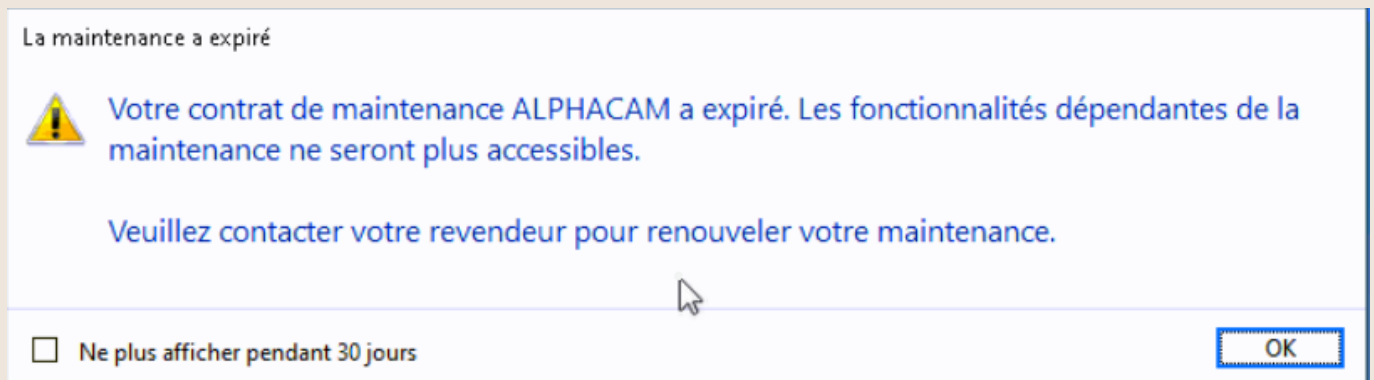 La maintenance a expiré
Votre contrat de maintenance ALPHACAM a expiré. Les fonctionnalités dépendantes de la
maintenance ne seront plus accessibles.
Veuillez contacter votre revendeur pour renouveler votre maintenance.
Ne plus afficher pendant 30 jours
OK